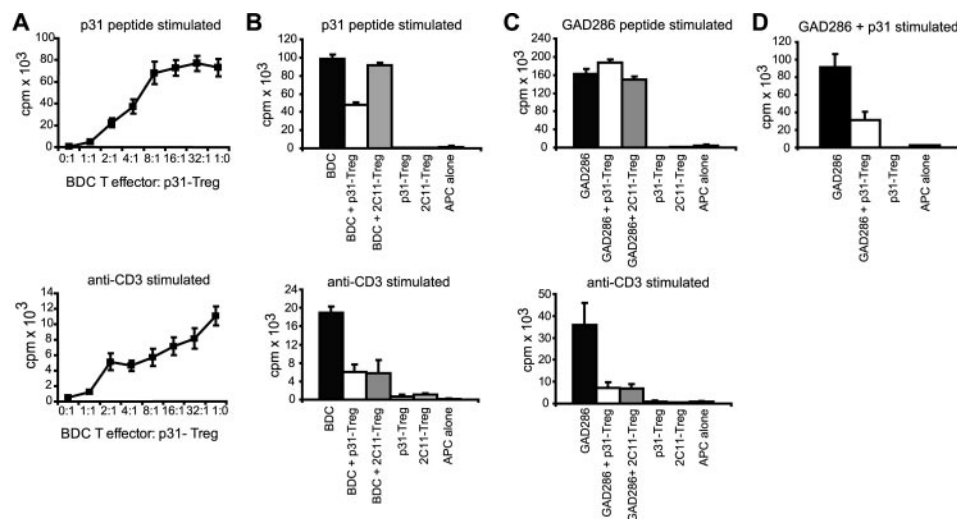 A
p31 peptide stimulated
cpm x 10³
100
80
60
40
20
0
0:1 1:1 2:1 4:1 8:1 16:1 32:1 1:0
BDC T effector: p31-Treg
anti-CD3 stimulated
cpm x 10³
14
12
10
8
6
4
2
0
0:1 1:1 2:1 4:1 8:1 16:1 32:1 1:0
BDC T effector: p31- Treg
B
p31 peptide stimulated
cpm x 10³
120
100
80
60
40
20
0
BDC
BDC + p31-Treg
BDC + 2C11-Treg
p31-Treg
2C11-Treg
APC alone
anti-CD3 stimulated
cpm x 10³
24
20
16
12
8
4
0
BDC
BDC + p31-Treg
BDC + 2C11-Treg
p31-Treg
2C11-Treg
APC alone
C
GAD286 peptide stimulated
cpm x 10³
240
200
160
120
80
40
0
GAD286
GAD286 + p31-Treg
GAD286+ 2C11-Treg
p31-Treg
2C11-Treg
APC alone
anti-CD3 stimulated
cpm x 10³
50
40
30
20
10
0
GAD286
GAD286 + p31-Treg
GAD286+ 2C11-Treg
p31-Treg
2C11-Treg
APC alone
D
GAD286 + p31 stimulated
cpm x 10³
120
100
80
60
40
20
0
GAD286
GAD286 + p31-Treg
p31-Treg
APC alone